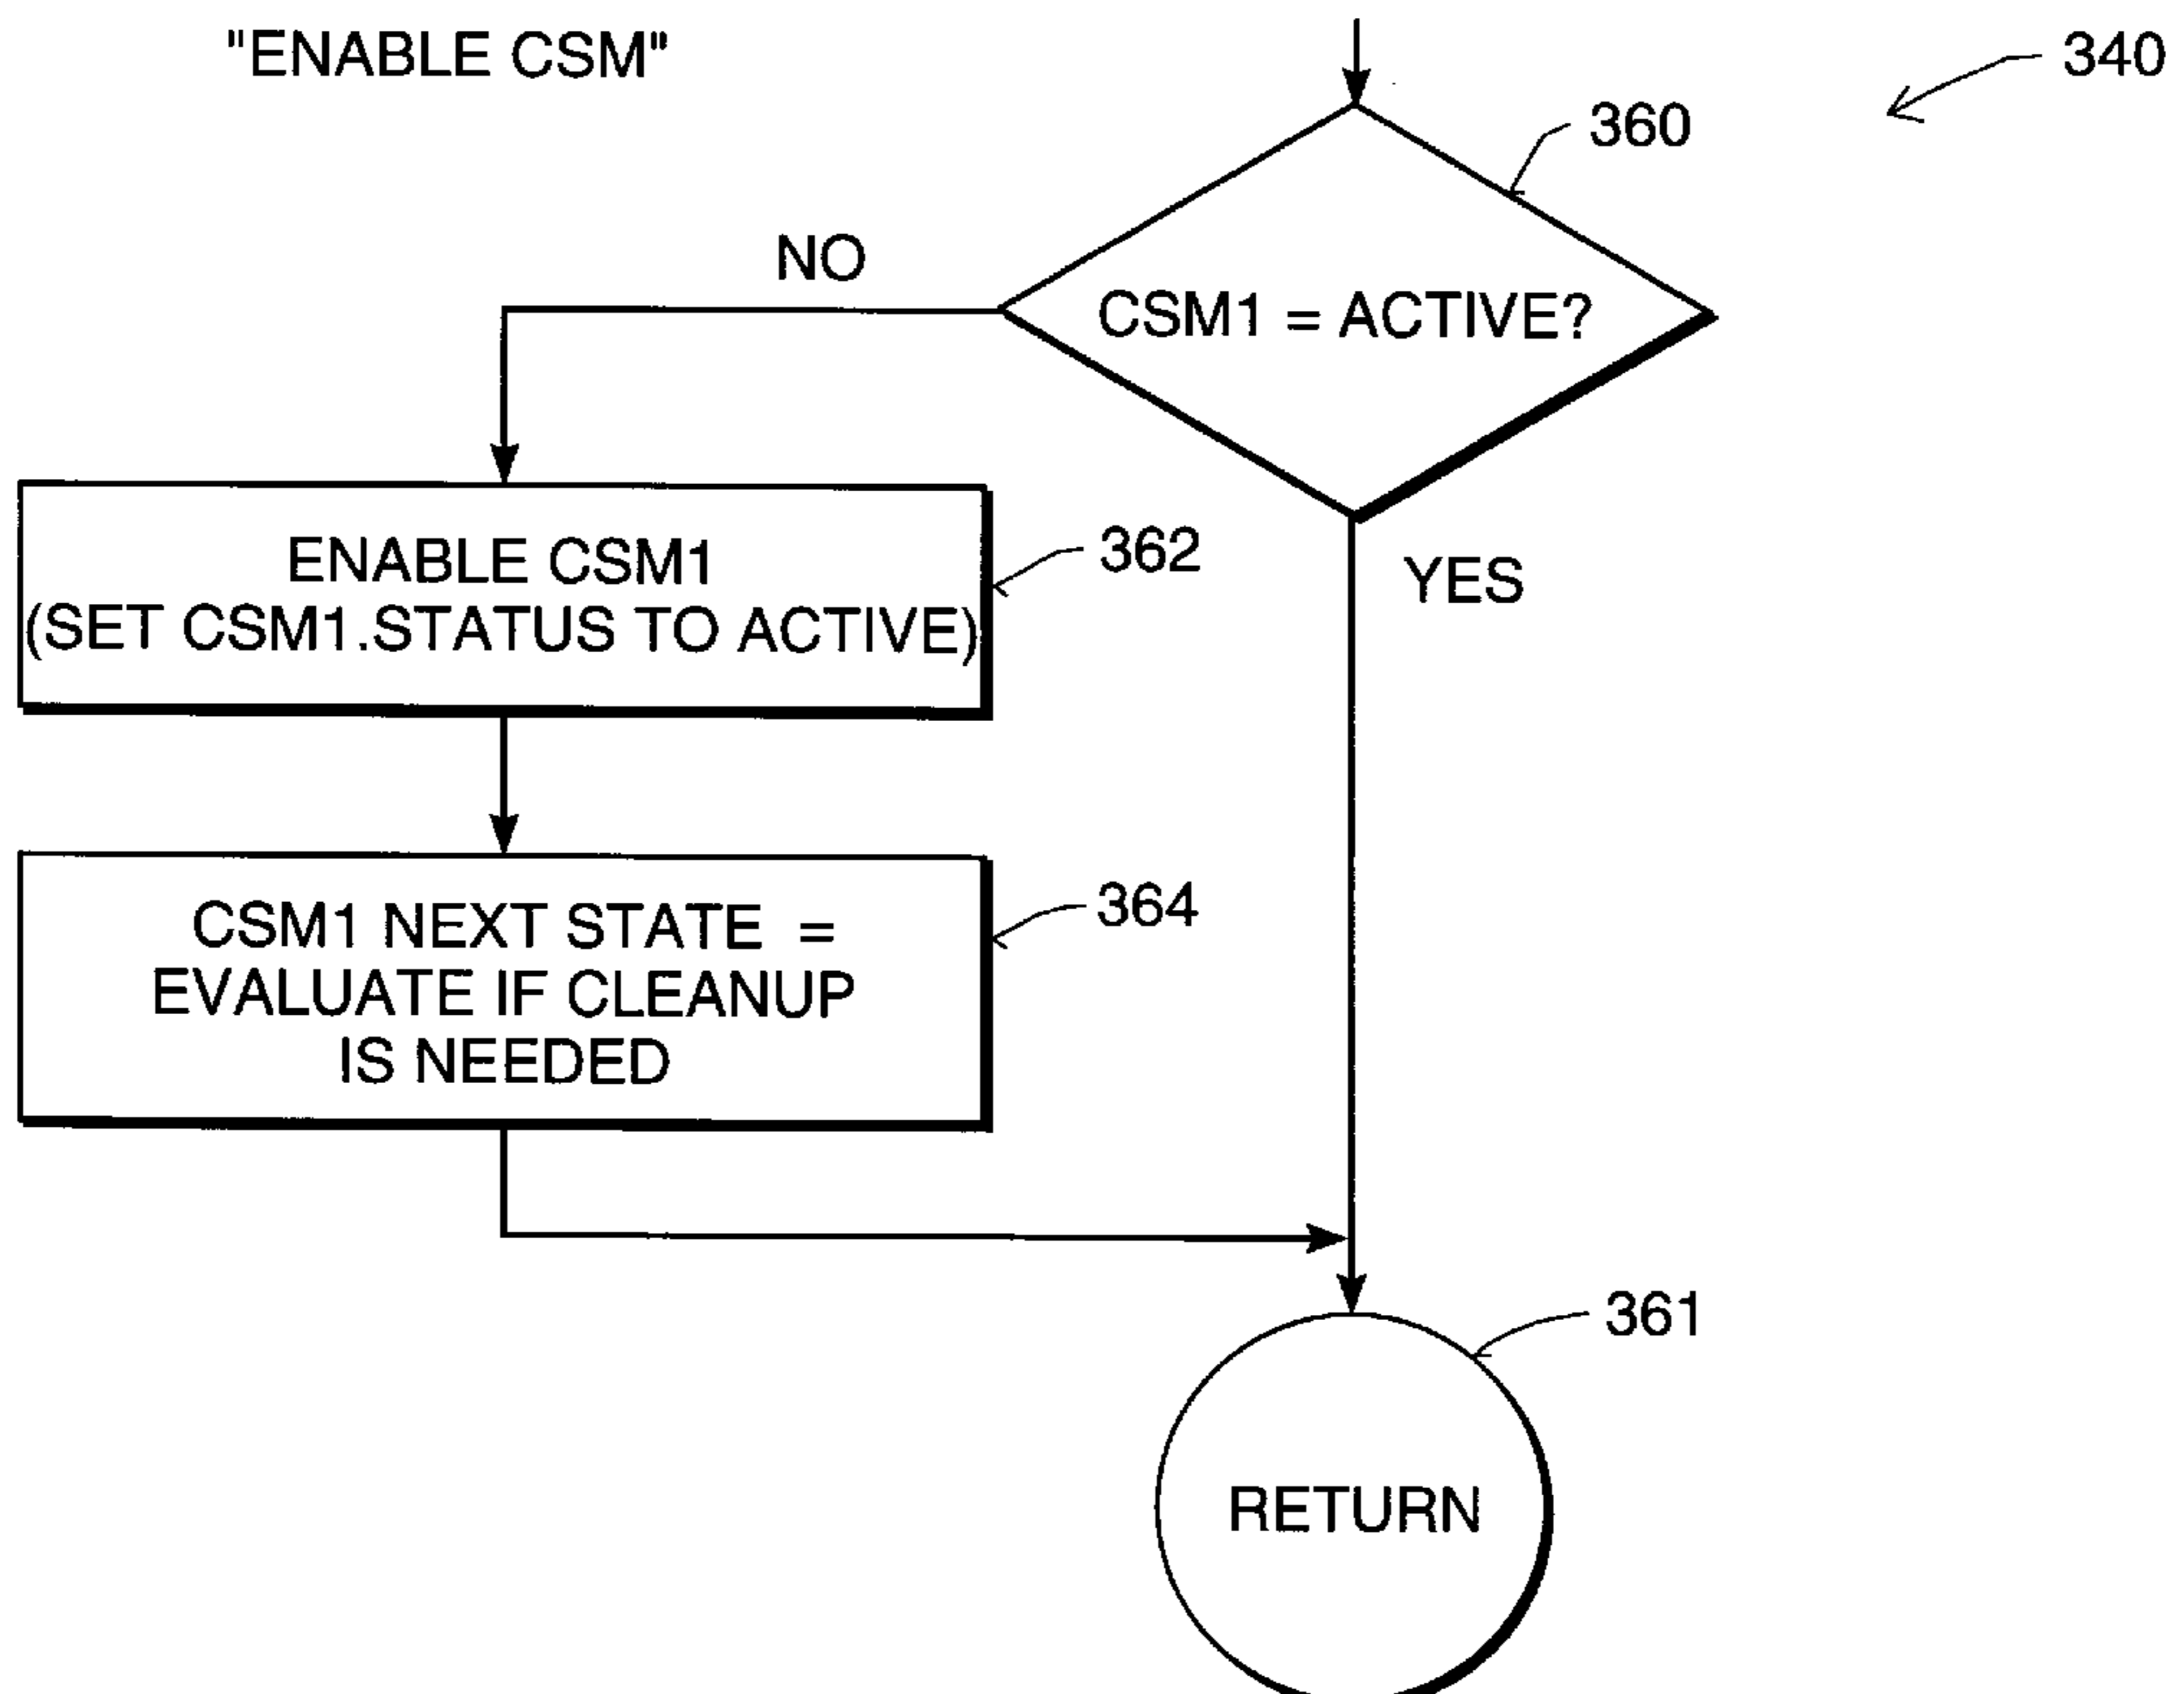 "ENABLE CSM"
340
360
NO
CSM1 = ACTIVE?
362
ENABLE CSM1
(SET CSM1.STATUS TO ACTIVE)
YES
364
CSM1 NEXT STATE =
EVALUATE IF CLEANUP
IS NEEDED
361
RETURN